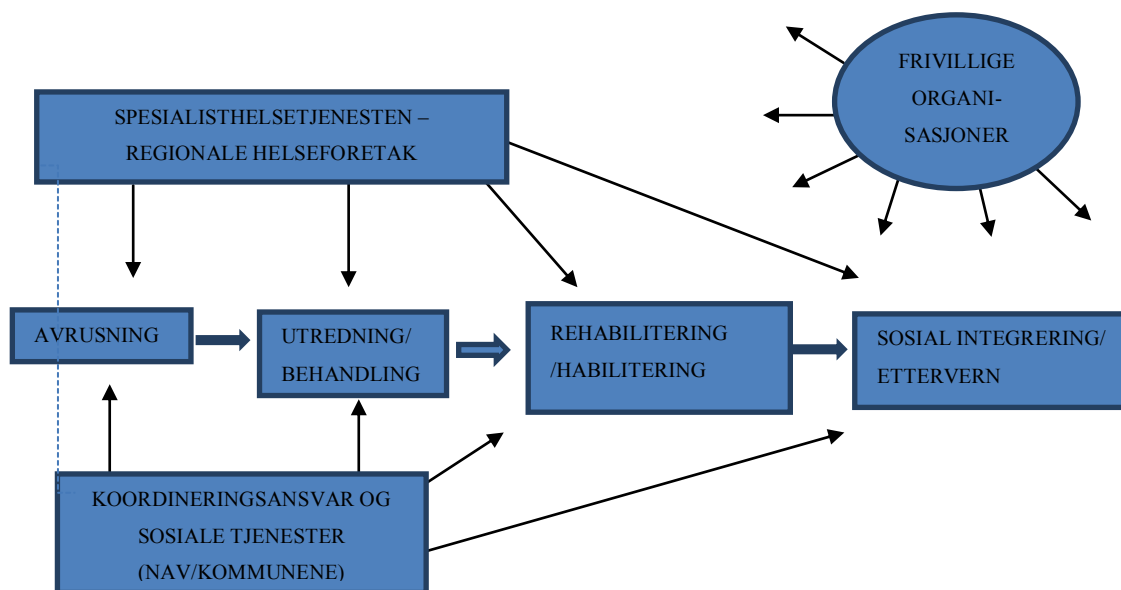 SPESIALISTHELSETJENESTEN –
REGIONALE HELSEFORETAK
FRIVILLIGE
ORGANI-
SASJONER
AVRUSNING
UTREDNING/
BEHANDLING
REHABILITERING
/HABILITERING
SOSIAL INTEGRERING/
ETTERVERN
KOORDINERINGSANSVAR OG
SOSIALE TJENESTER
(NAV/KOMMUNENE)